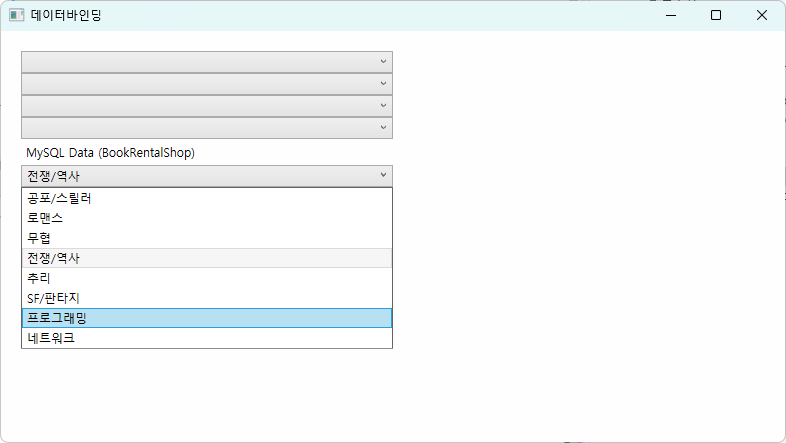 데이터바인딩
MySQL Data (BookRentalShop)
전쟁/역사
공포/스릴러
로맨스
무협
전쟁/역사
추리
SF/판타지
프로그래밍
네트워크